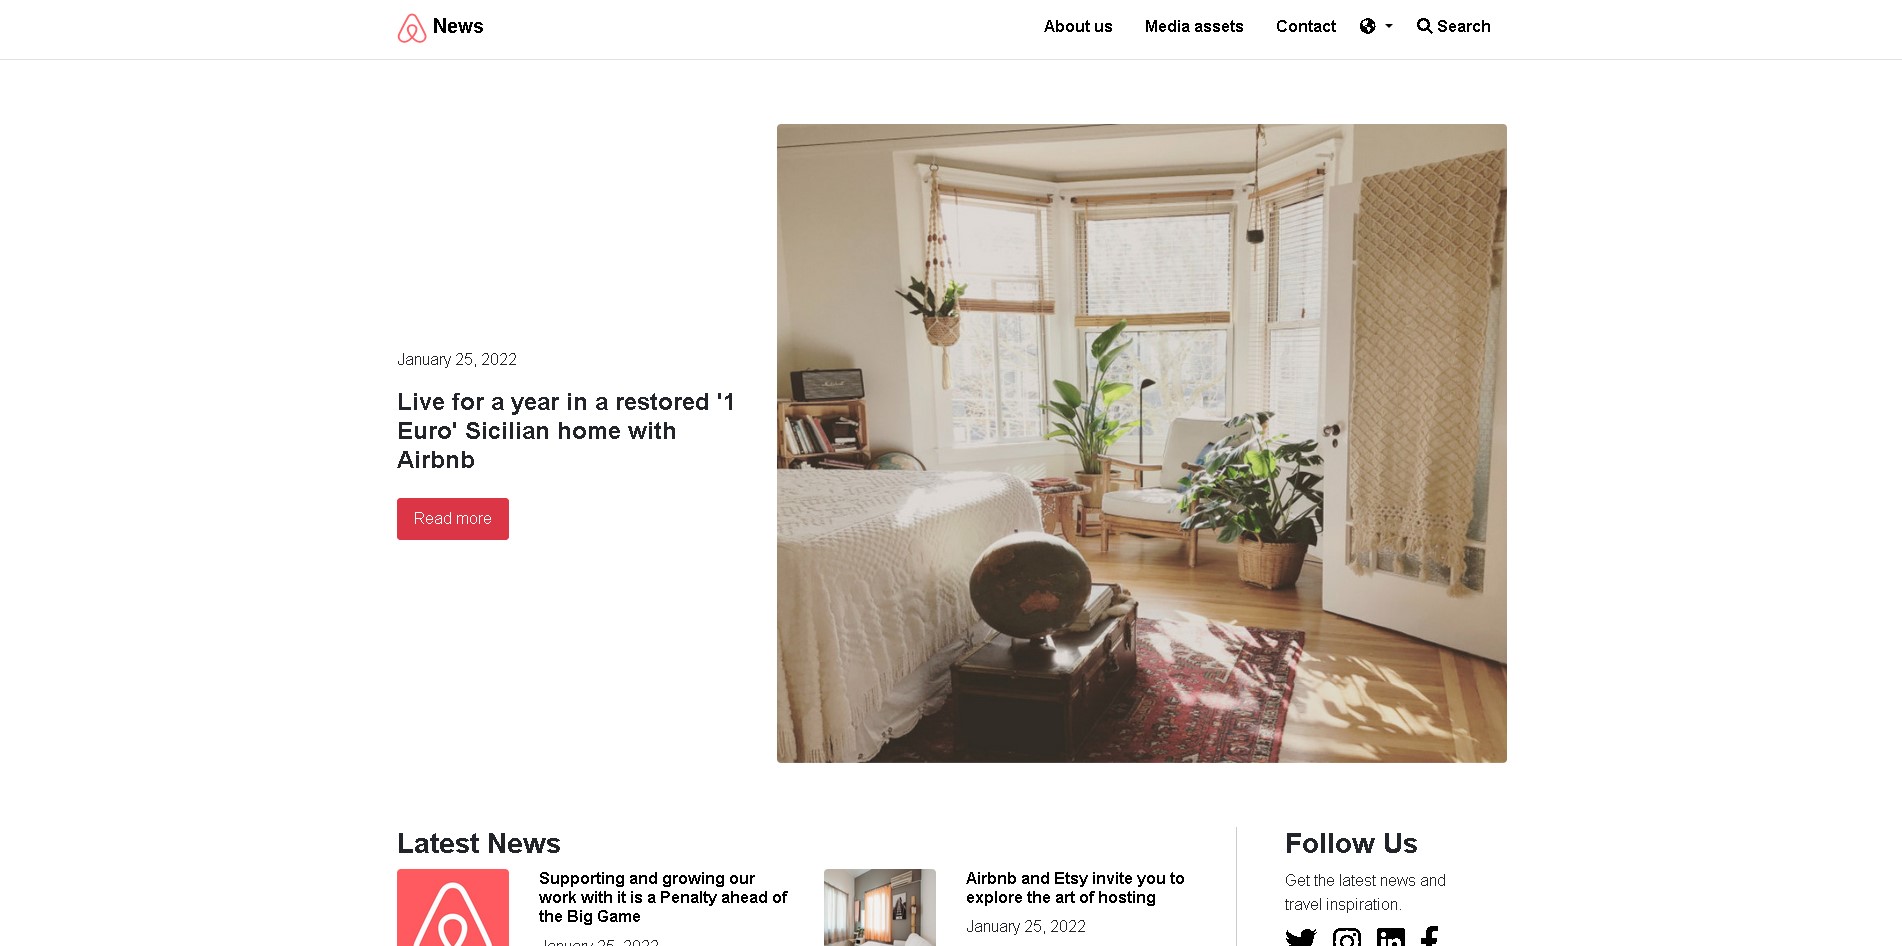 News
About us
Media assets
Contact
Search
January 25, 2022
Live for a year in a restored '1
Euro' Sicilian home with
Airbnb
Read more
Latest News
Supporting and growing our
work with it is a Penalty ahead of
the Big Game
January 25, 2022
Airbnb and Etsy invite you to
explore the art of hosting
January 25, 2022
Follow Us
Get the latest news and
travel inspiration.